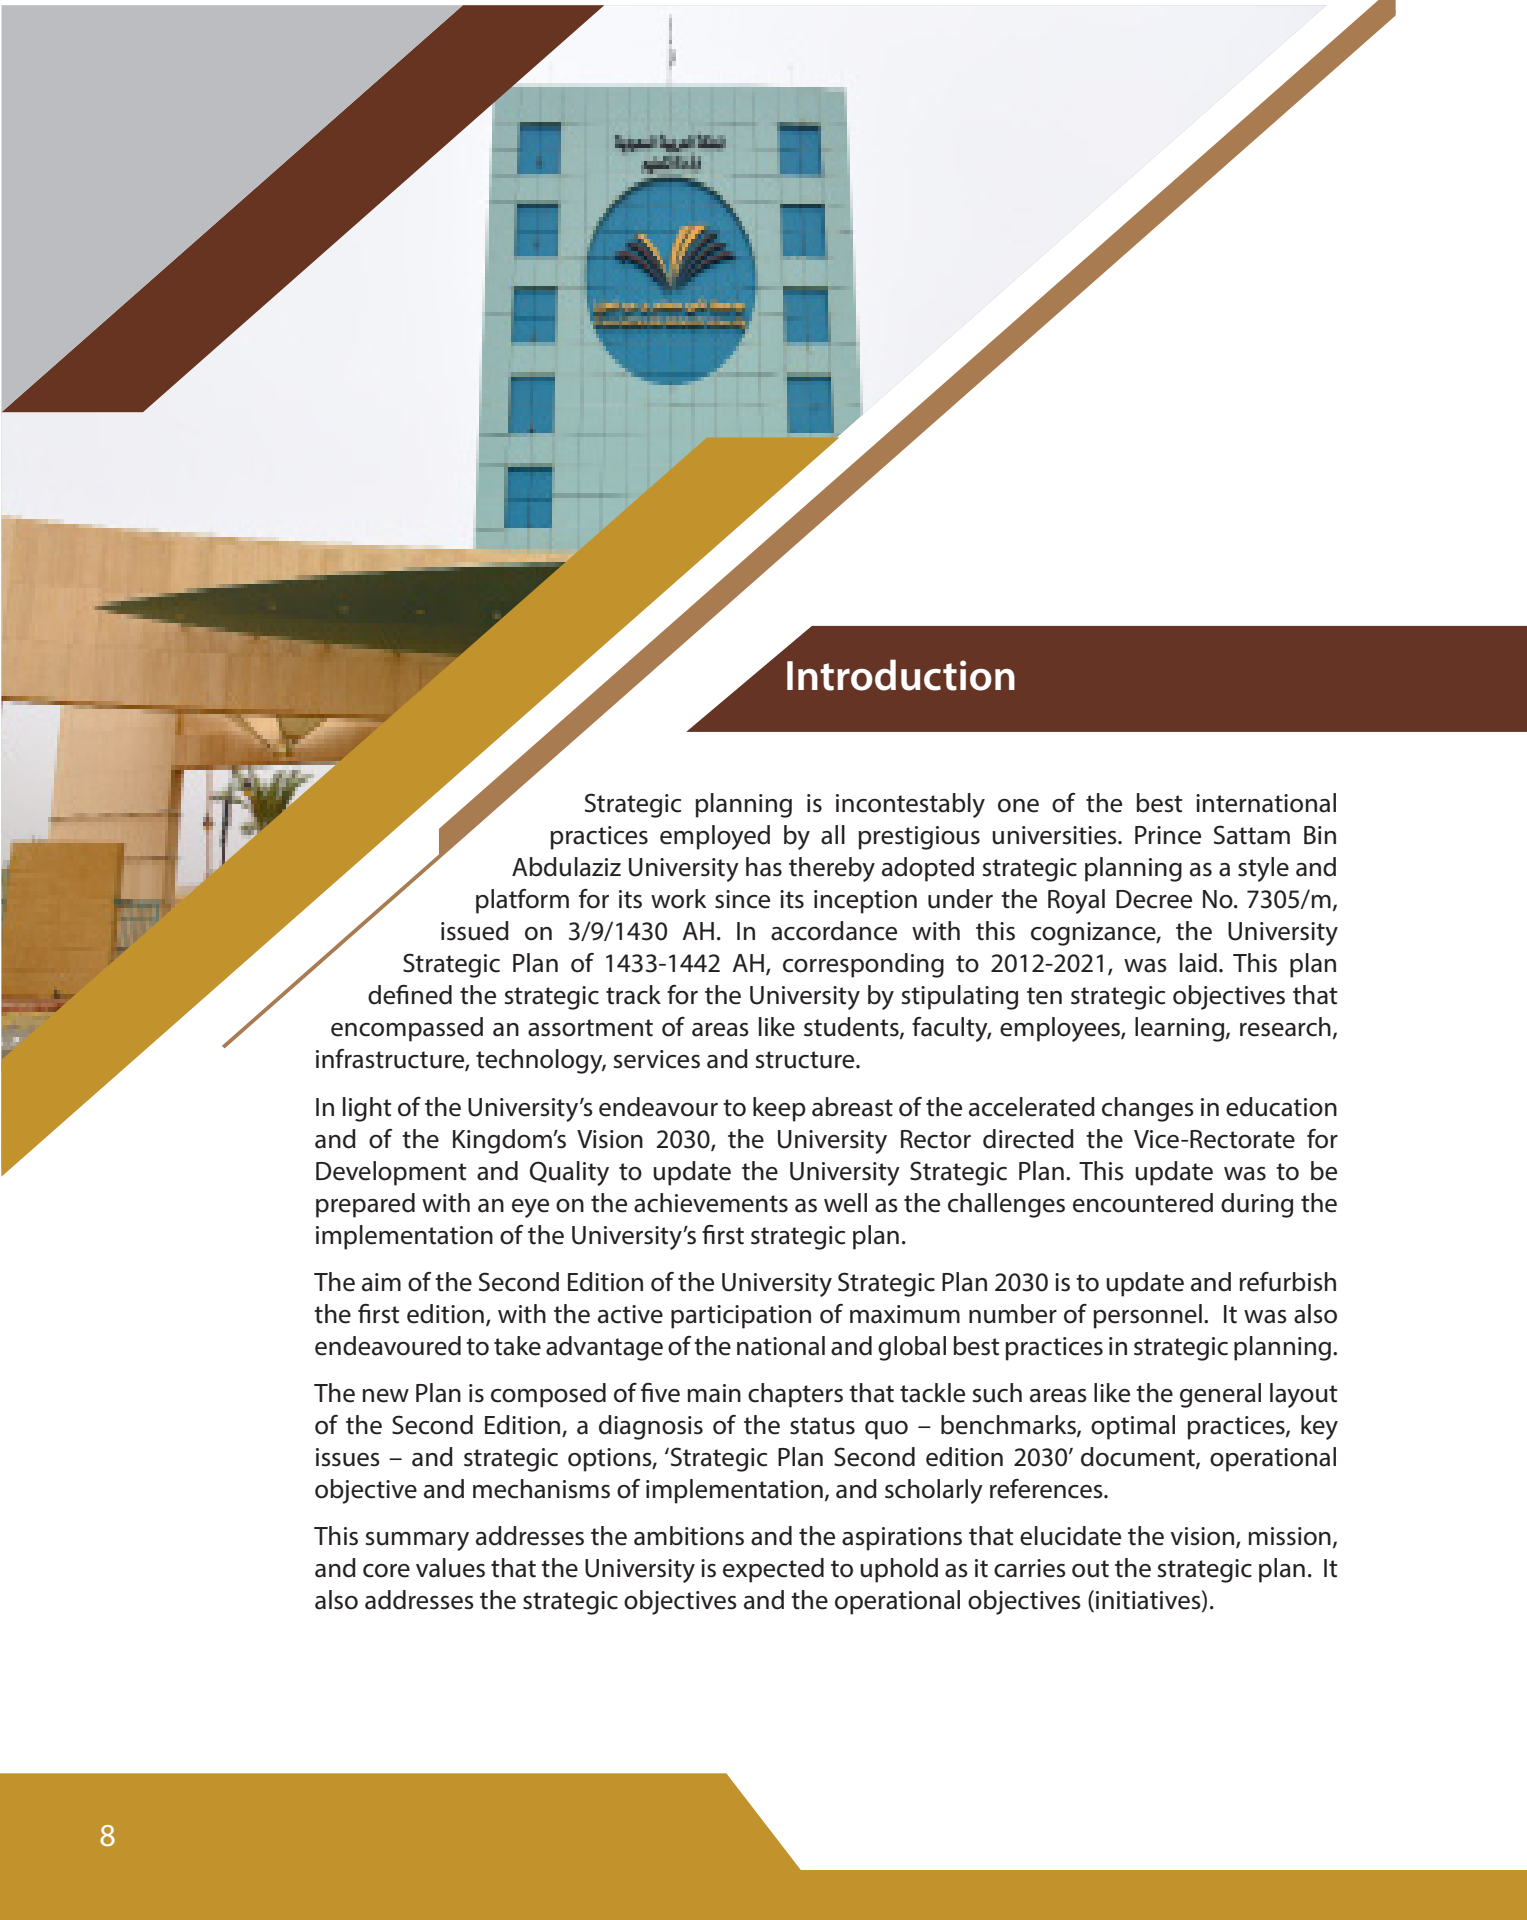 المملكة العربية السعودية
Introduction
Strategic planning is incontestably one of the best international
practices employed by all prestigious universities. Prince Sattam Bin
Abdulaziz University has thereby adopted strategic planning as a style and
platform for its work since its inception under the Royal Decree No. 7305/m,
issued on 3/9/1430 AH. In accordance with this cognizance, the University
Strategic Plan of 1433-1442 AH, corresponding to 2012-2021, was laid. This plan
defined the strategic track for the University by stipulating ten strategic objectives that
encompassed an assortment of areas like students, faculty, employees, learning, research,
infrastructure, technology, services and structure.
In light of the University’s endeavour to keep abreast of the accelerated changes in education
and of the Kingdom’s Vision 2030, the University Rector directed the Vice-Rectorate for
Development and Quality to update the University Strategic Plan. This update was to be
prepared with an eye on the achievements as well as the challenges encountered during the
implementation of the University’s first strategic plan.
The aim of the Second Edition of the University Strategic Plan 2030 is to update and refurbish
the first edition, with the active participation of maximum number of personnel.  It was also
endeavoured to take advantage of the national and global best practices in strategic planning.
The new Plan is composed of five main chapters that tackle such areas like the general layout
of the Second Edition, a diagnosis of the status quo – benchmarks, optimal practices, key
issues – and strategic options, ‘Strategic Plan Second edition 2030’ document, operational
objective and mechanisms of implementation, and scholarly references.
This summary addresses the ambitions and the aspirations that elucidate the vision, mission,
and core values that the University is expected to uphold as it carries out the strategic plan.  It
also addresses the strategic objectives and the operational objectives (initiatives).
8